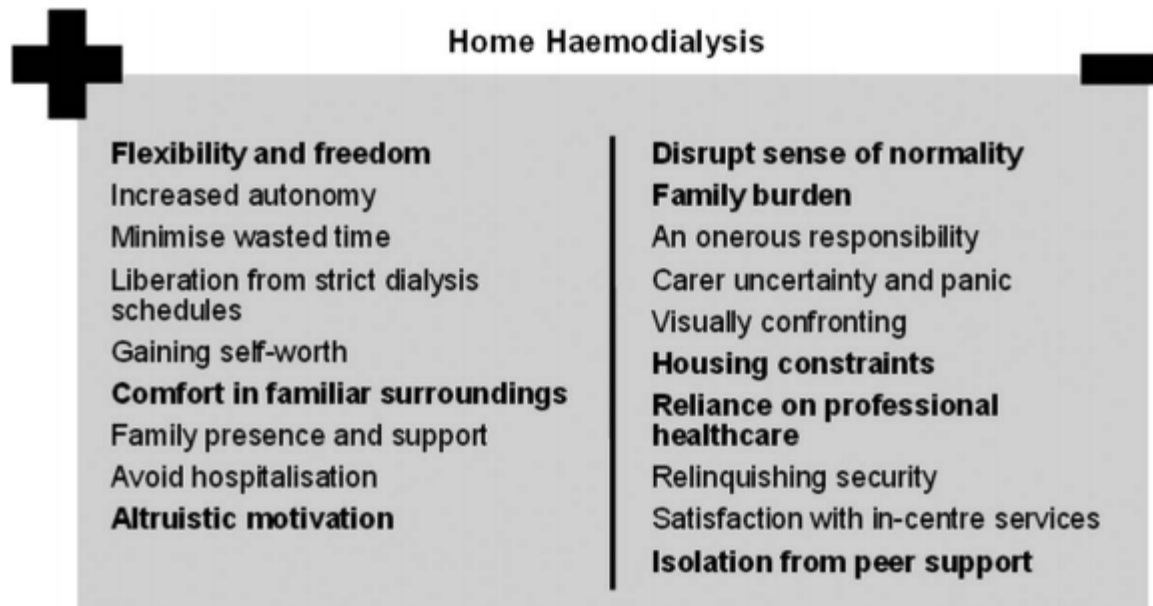 Home Haemodialysis
Flexibility and freedom
Increased autonomy
Minimise wasted time
Liberation from strict dialysis
schedules
Gaining self-worth
Comfort in familiar surroundings
Family presence and support
Avoid hospitalisation
Altruistic motivation
Disrupt sense of normality
Family burden
An onerous responsibility
Carer uncertainty and panic
Visually confronting
Housing constraints
Reliance on professional
healthcare
Relinquishing security
Satisfaction with in-centre services
Isolation from peer support